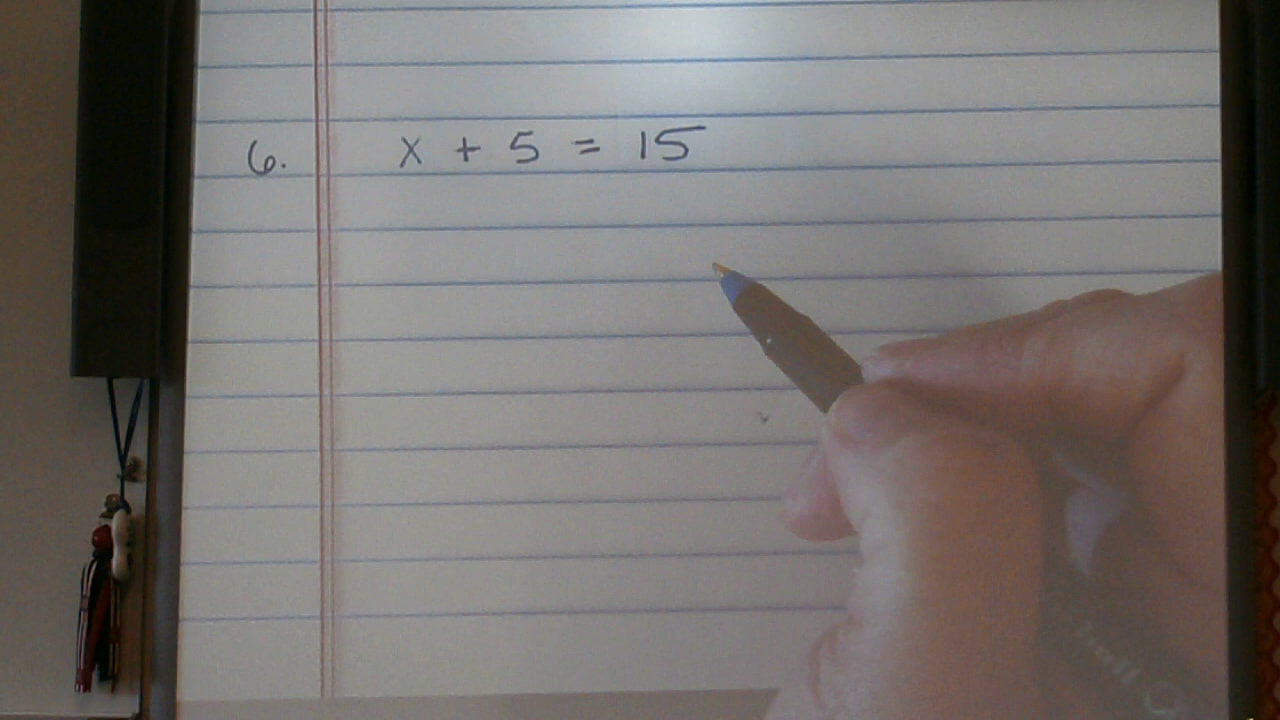 6. x + 5 = 15